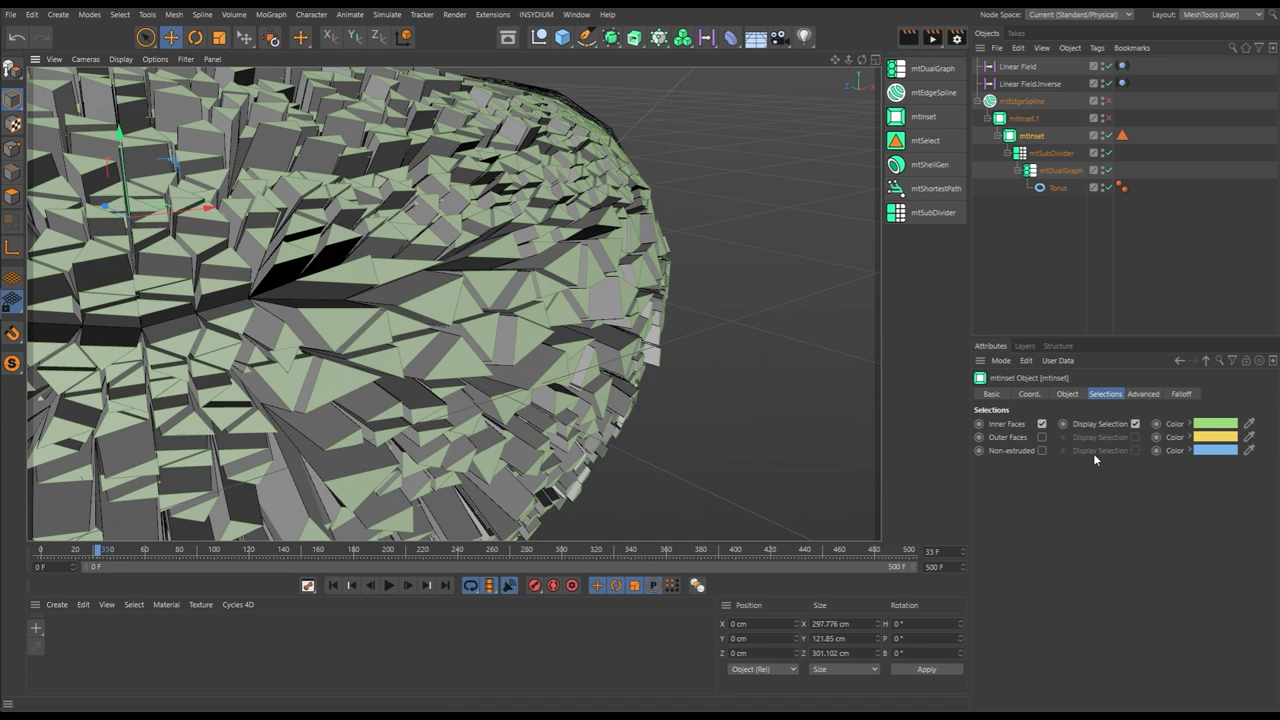 File Edit Create Modes Select Tools Mesh Spline Volume MoGraph Character Animate Simulate Tracker Render Extensions INSYDIUM Window Help Node Space: Current (Standard/Physical) Layout: MeshTools (User)
X Y Z
View Cameras Display Options Filter Panel
Y
Z
mtDualGraph
mtEdgeSpline
mtInset
mtSelect
mtShellGen
mtShortestPath
mtSubDivider
Objects Takes
File Edit View Object Tags Bookmarks
Linear Field
Linear Field.Inverse
mtEdgeSpline
mtInset.1
mtInset
mtSubDivider
mtDualGraph
Torus
Attributes Layers Structure
Mode Edit User Data
mtInset Object [mtInset]
Basic Coord. Object Selections Advanced Falloff
Selections
Inner Faces Display Selection Color
Outer Faces Display Selection Color
Non-extruded Display Selection Color
0 20 33 0 60 80 100 120 140 160 180 200 220 240 260 280 300 320 340 360 380 400 420 440 460 480 500 33 F
0 F 0 F 500 F 500 F
P
Create Edit View Select Material Texture Cycles 4D
Position Size Rotation
X 0 cm X 297.776 cm H 0 °
Y 0 cm Y 121.85 cm P 0 °
Z 0 cm Z 301.102 cm B 0 °
Object (Rel) Size Apply